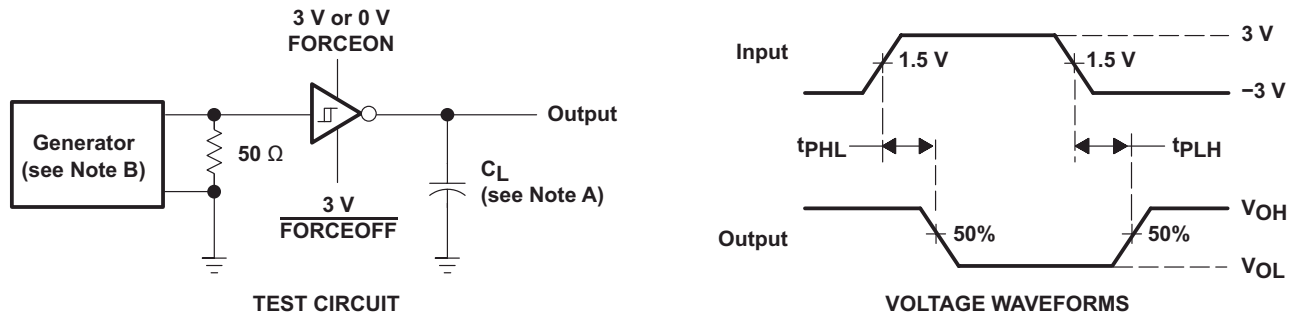 3 V or 0 V
FORCEON
Generator
(see Note B)
50 Ω
Output
CL
(see Note A)
3 V
FORCEOFF
TEST CIRCUIT
Input
1.5 V
1.5 V
3 V
−3 V
tPHL
tPLH
Output
50%
50%
VOH
VOL
VOLTAGE WAVEFORMS